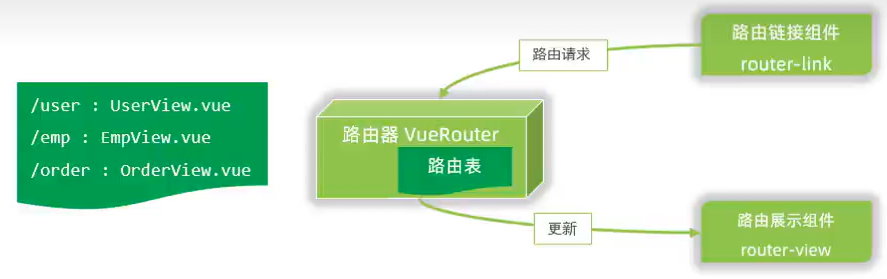 /user : UserView.vue
/emp : EmpView.vue
/order : OrderView.vue
路由器 VueRouter
路由表
路由请求
路由链接组件
router-link
更新
路由展示组件
router-view